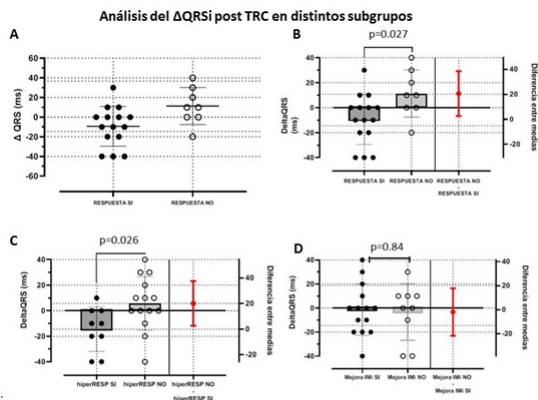 Análisis del ΔQRSi post TRC en distintos subgrupos
A
Δ QRS (ms)
60
40
20
0
-20
-40
-60
RESPUESTA SI
RESPUESTA NO
B
p=0.027
DeltaQRS
(ms)
40
20
0
-20
-40
40
20
0
-20
Diferencia entre medias
RESPUESTA SI
RESPUESTA NO
RESPUESTA NO
-
RESPUESTA SI
C
p=0.026
DeltaQRS (ms)
40
20
0
-20
-40
40
20
0
-20
Diferencia entre medias
hiperRESP SI
hiperRESP NO
hiperRESP NO
-
hiperRESP SI
D
p=0.84
DeltaQRS (ms)
40
20
0
-20
-40
40
20
0
-20
Diferencia entre medias
Mejora IMi SI
Mejora IMi NO
Mejora IMi NO
-
Mejora IMi SI